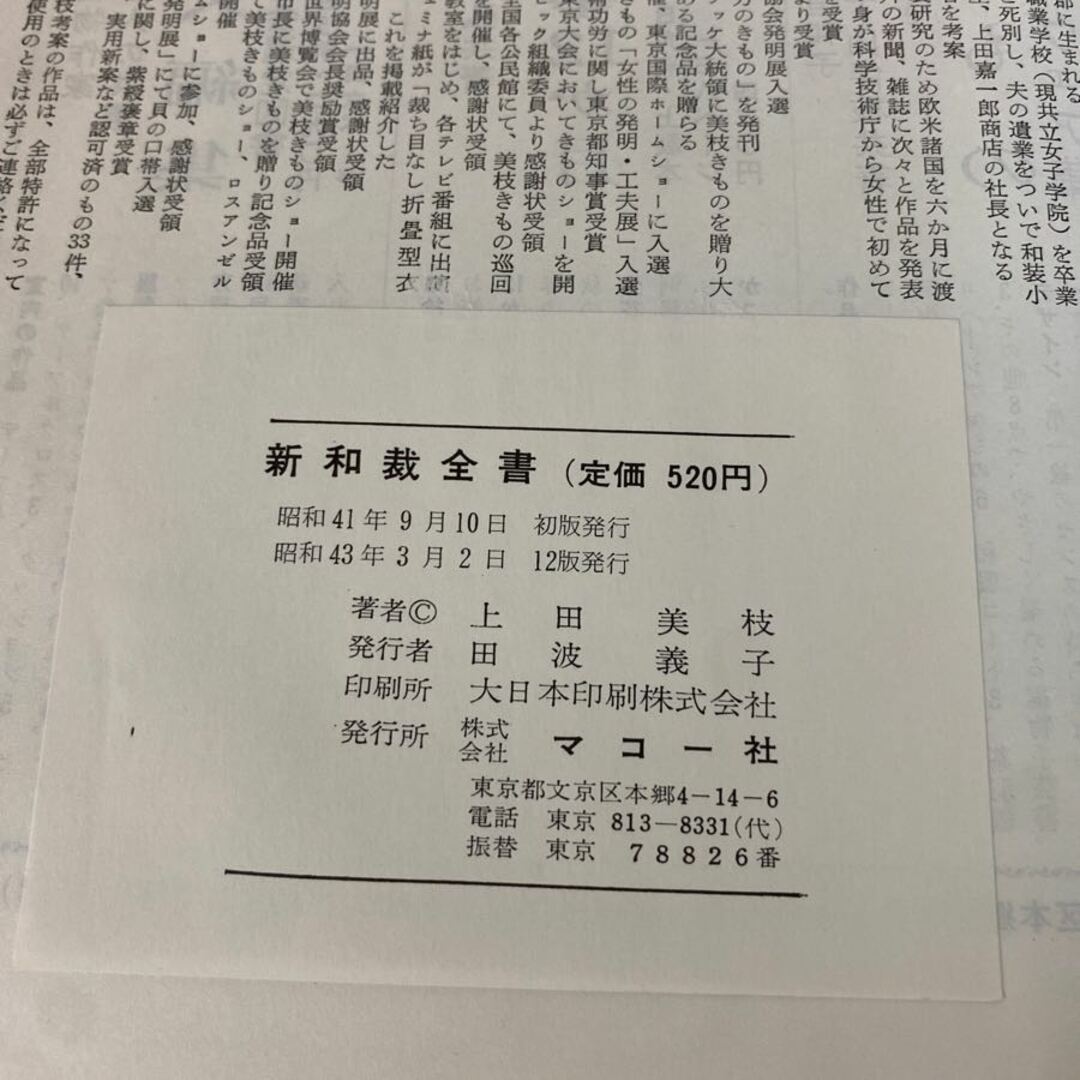 郡に生まれる
職業学校（現共立女子学院）を卒業
と死別し、夫の遺業をついで和装小
上田嘉一郎商店の社長となる
を考案
研究のため欧米諸国を六か月に渡
の新聞、雑誌に次々と作品を発表
身が科学技術庁から女性で初めて
を受賞
より受賞
協会発明展入選
きもの」を発刊
ッケ大統領に美枝きものを贈り大
る記念品を贈らる
、東京国際ホームショーに入選
もの「女性の発明・工夫展」入選
術功労に関し東京都知事賞受賞
東京大会においてきものショーを開
ック組織委員より感謝状受領
全国各公民館にて、美枝きもの巡回
を開催し、感謝状受領
教室をはじめ、各テレビ番組に出演
ェミナ紙が「裁ち目なし折畳型衣
これを掲載紹介した
明展に出品、感謝状受領
明協会会長奨励賞受領
世界博覧会で美枝きものショー開催
市長に美枝きものを贈り記念品受領
て美枝きものショー、ロスアンゼル
開催
ムショーに参加、感謝状受領
発明展」にて貝の口帯入選
に関し、紫綬褒章受賞
実用新案など認可済のもの33件、
枝考案の作品は、全部特許になって
使用のときは必ずご連絡
新和裁全書（定価 520円）
昭和41年9月10日 初版発行
昭和43年3月2日 12版発行
著者© 上田美枝
発行者 田波義子
印刷所 大日本印刷株式会社
発行所 株式会社 マコー社
東京都文京区本郷4－14－6
電話 東京 813－8331(代)
振替 東京 78826番